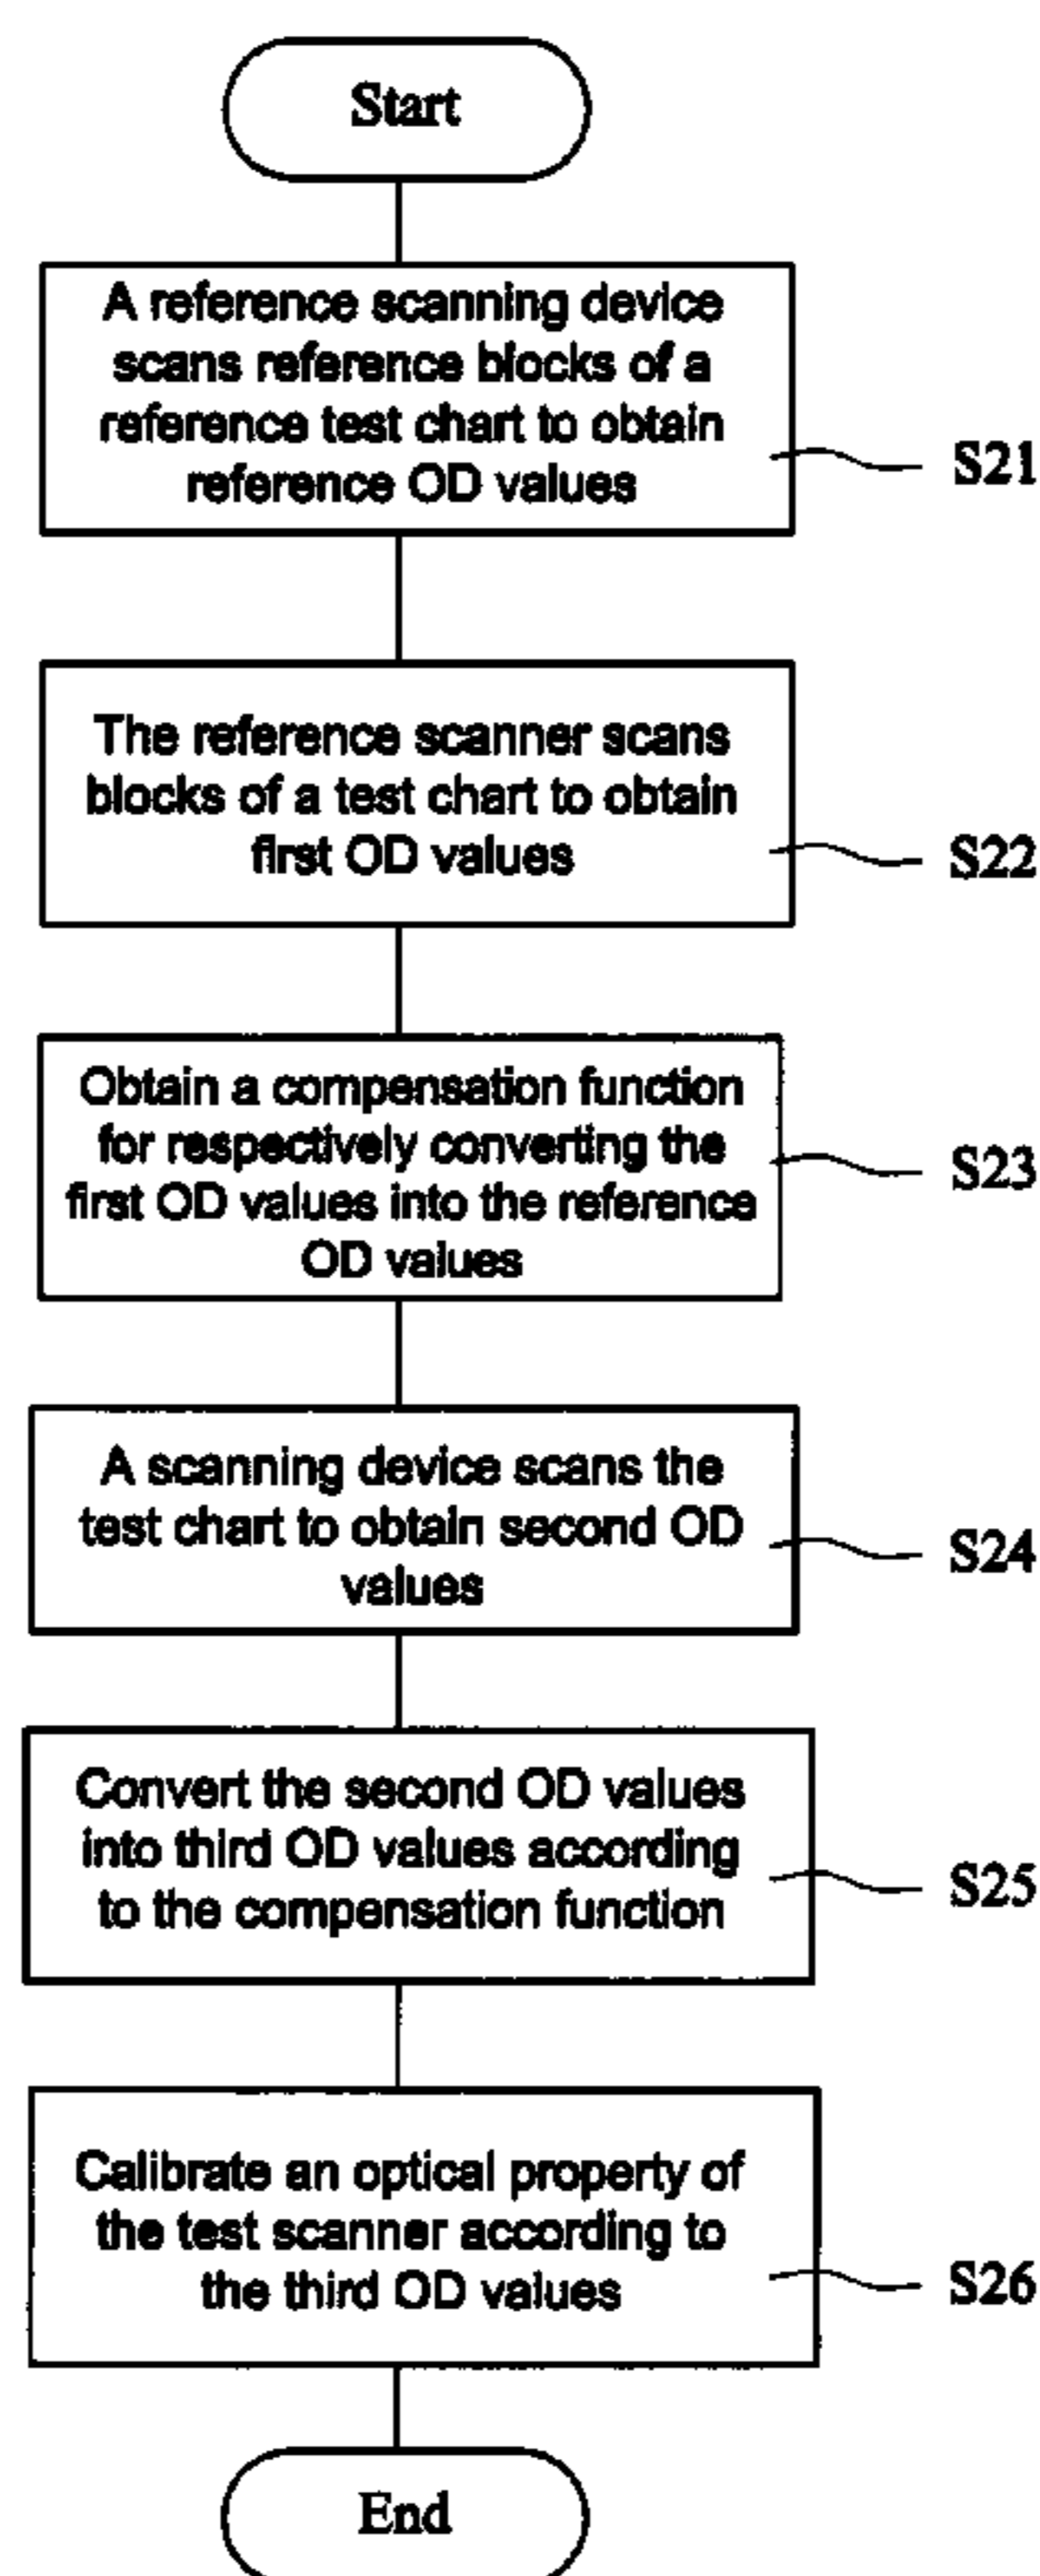 Start
A reference scanning device
scans reference blocks of a
reference test chart to obtain
reference OD values
S21
The reference scanner scans
blocks of a test chart to obtain
first OD values
S22
Obtain a compensation function
for respectively converting the
first OD values into the reference
OD values
S23
A scanning device scans the
test chart to obtain second OD
values
S24
Convert the second OD values
into third OD values according
to the compensation function
S25
Calibrate an optical property of
the test scanner according to
the third OD values
S26
End